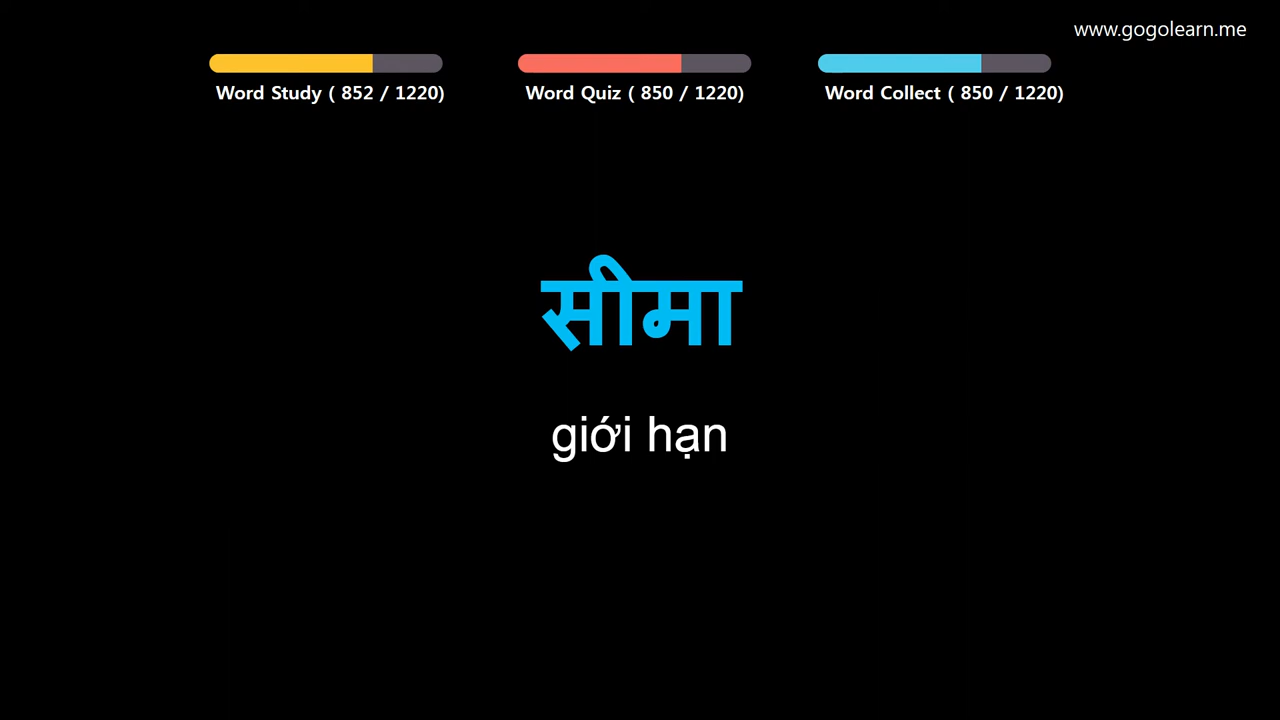 www.gogolearn.me
Word Study ( 852 / 1220)
Word Quiz ( 850 / 1220)
Word Collect ( 850 / 1220)
सीमा
giới hạn